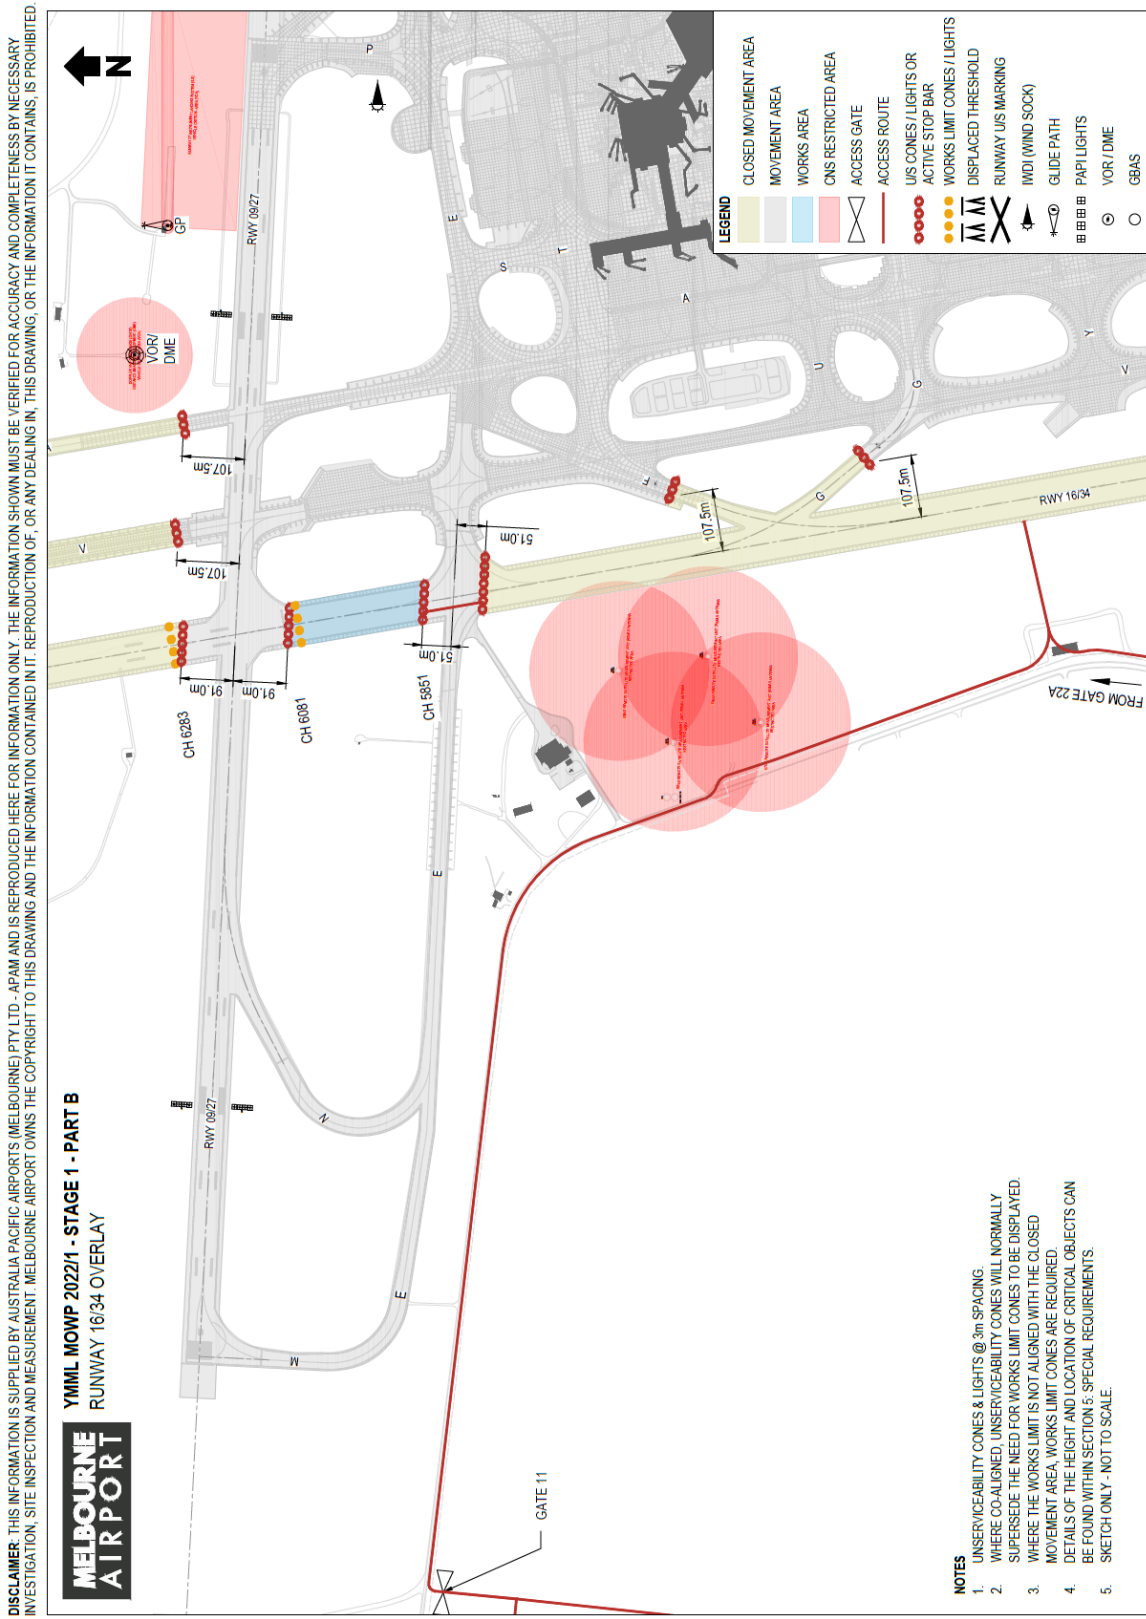 DISCLAIMER: THIS INFORMATION IS SUPPLIED BY AUSTRALIA PACIFIC AIRPORTS (MELBOURNE) PTY LTD - APAM AND IS REPRODUCED HERE FOR INFORMATION ONLY. THE INFORMATION SHOWN MUST BE VERIFIED FOR ACCURACY AND COMPLETENESS BY NECESSARY
INVESTIGATION, SITE INSPECTION AND MEASUREMENT. MELBOURNE AIRPORT OWNS THE COPYRIGHT TO THIS DRAWING AND THE INFORMATION CONTAINED IN IT. REPRODUCTION OF, OR ANY DEALING IN, THIS DRAWING, OR THE INFORMATION IT CONTAINS, IS PROHIBITED.
MELBOURNE
AIRPORT
YMML MOWP 2022/1 - STAGE 1 - PART B
RUNWAY 16/34 OVERLAY
N
GP
VOR/
DME
RWY 09/27
RWY 09/27
P
E
S
T
A
U
G
Y
V
V
107.5m
107.5m
91.0m
91.0m
CH 6283
CH 6081
CH 5851
51.0m
51.0m
F
107.5m
G
107.5m
RWY 16/34
E
N
E
M
FROM GATE 22A
GATE 11
LEGEND
CLOSED MOVEMENT AREA
MOVEMENT AREA
WORKS AREA
CNS RESTRICTED AREA
ACCESS GATE
ACCESS ROUTE
U/S CONES / LIGHTS OR
ACTIVE STOP BAR
WORKS LIMIT CONES / LIGHTS
DISPLACED THRESHOLD
RUNWAY U/S MARKING
IWDI (WIND SOCK)
GLIDE PATH
PAPI LIGHTS
VOR / DME
GBAS
NOTES
1. UNSERVICEABILITY CONES & LIGHTS @ 3m SPACING.
2. WHERE CO-ALIGNED, UNSERVICEABILITY CONES WILL NORMALLY
SUPERSEDE THE NEED FOR WORKS LIMIT CONES TO BE DISPLAYED.
3. WHERE THE WORKS LIMIT IS NOT ALIGNED WITH THE CLOSED
MOVEMENT AREA, WORKS LIMIT CONES ARE REQUIRED.
4. DETAILS OF THE HEIGHT AND LOCATION OF CRITICAL OBJECTS CAN
BE FOUND WITHIN SECTION 5: SPECIAL REQUIREMENTS.
5. SKETCH ONLY - NOT TO SCALE.